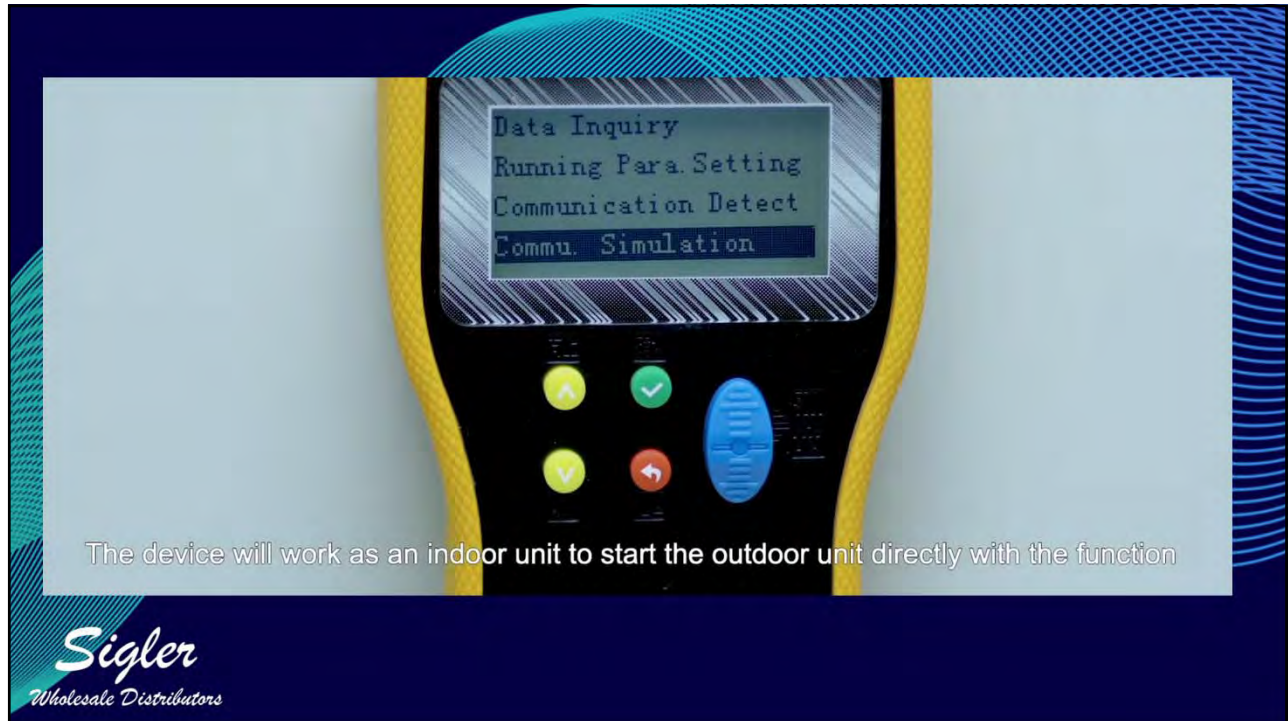 Data Inquiry
Running Para.Setting
Communication Detect
Commu. Simulation
The device will work as an indoor unit to start the outdoor unit directly with the function
Sigler
Wholesale Distributors